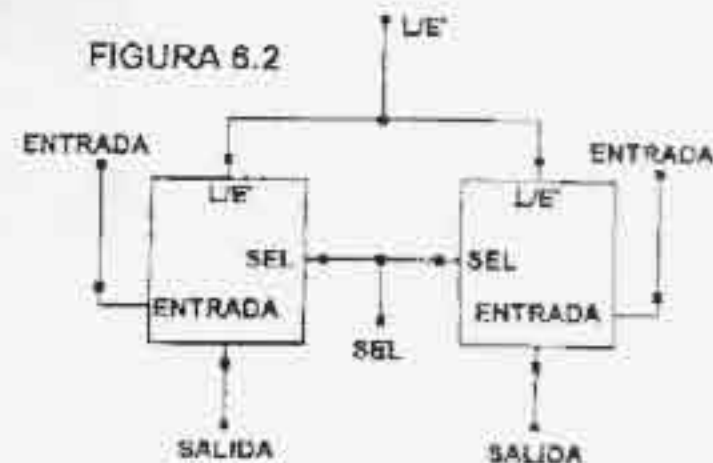 L/E'
FIGURA 6.2
ENTRADA
ENTRADA
L/E'
L/E'
SEL
SEL
ENTRADA
ENTRADA
SEL
SALIDA
SALIDA